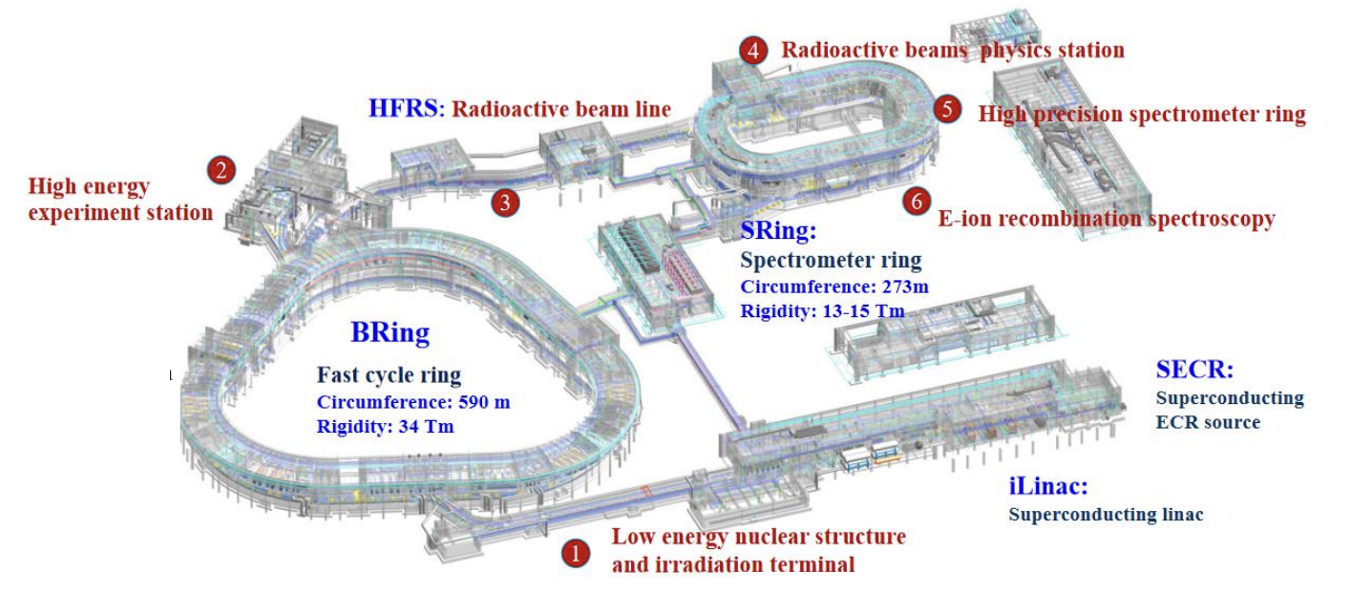 4 Radioactive beams physics station
HFRS: Radioactive beam line
5 High precision spectrometer ring
2
High energy
experiment station
3
6 E-ion recombination spectroscopy
SRing:
Spectrometer ring
Circumference: 273m
Rigidity: 13-15 Tm
BRing
Fast cycle ring
Circumference: 590 m
Rigidity: 34 Tm
SECR:
Superconducting
ECR source
iLinac:
Superconducting linac
1 Low energy nuclear structure
and irradiation terminal